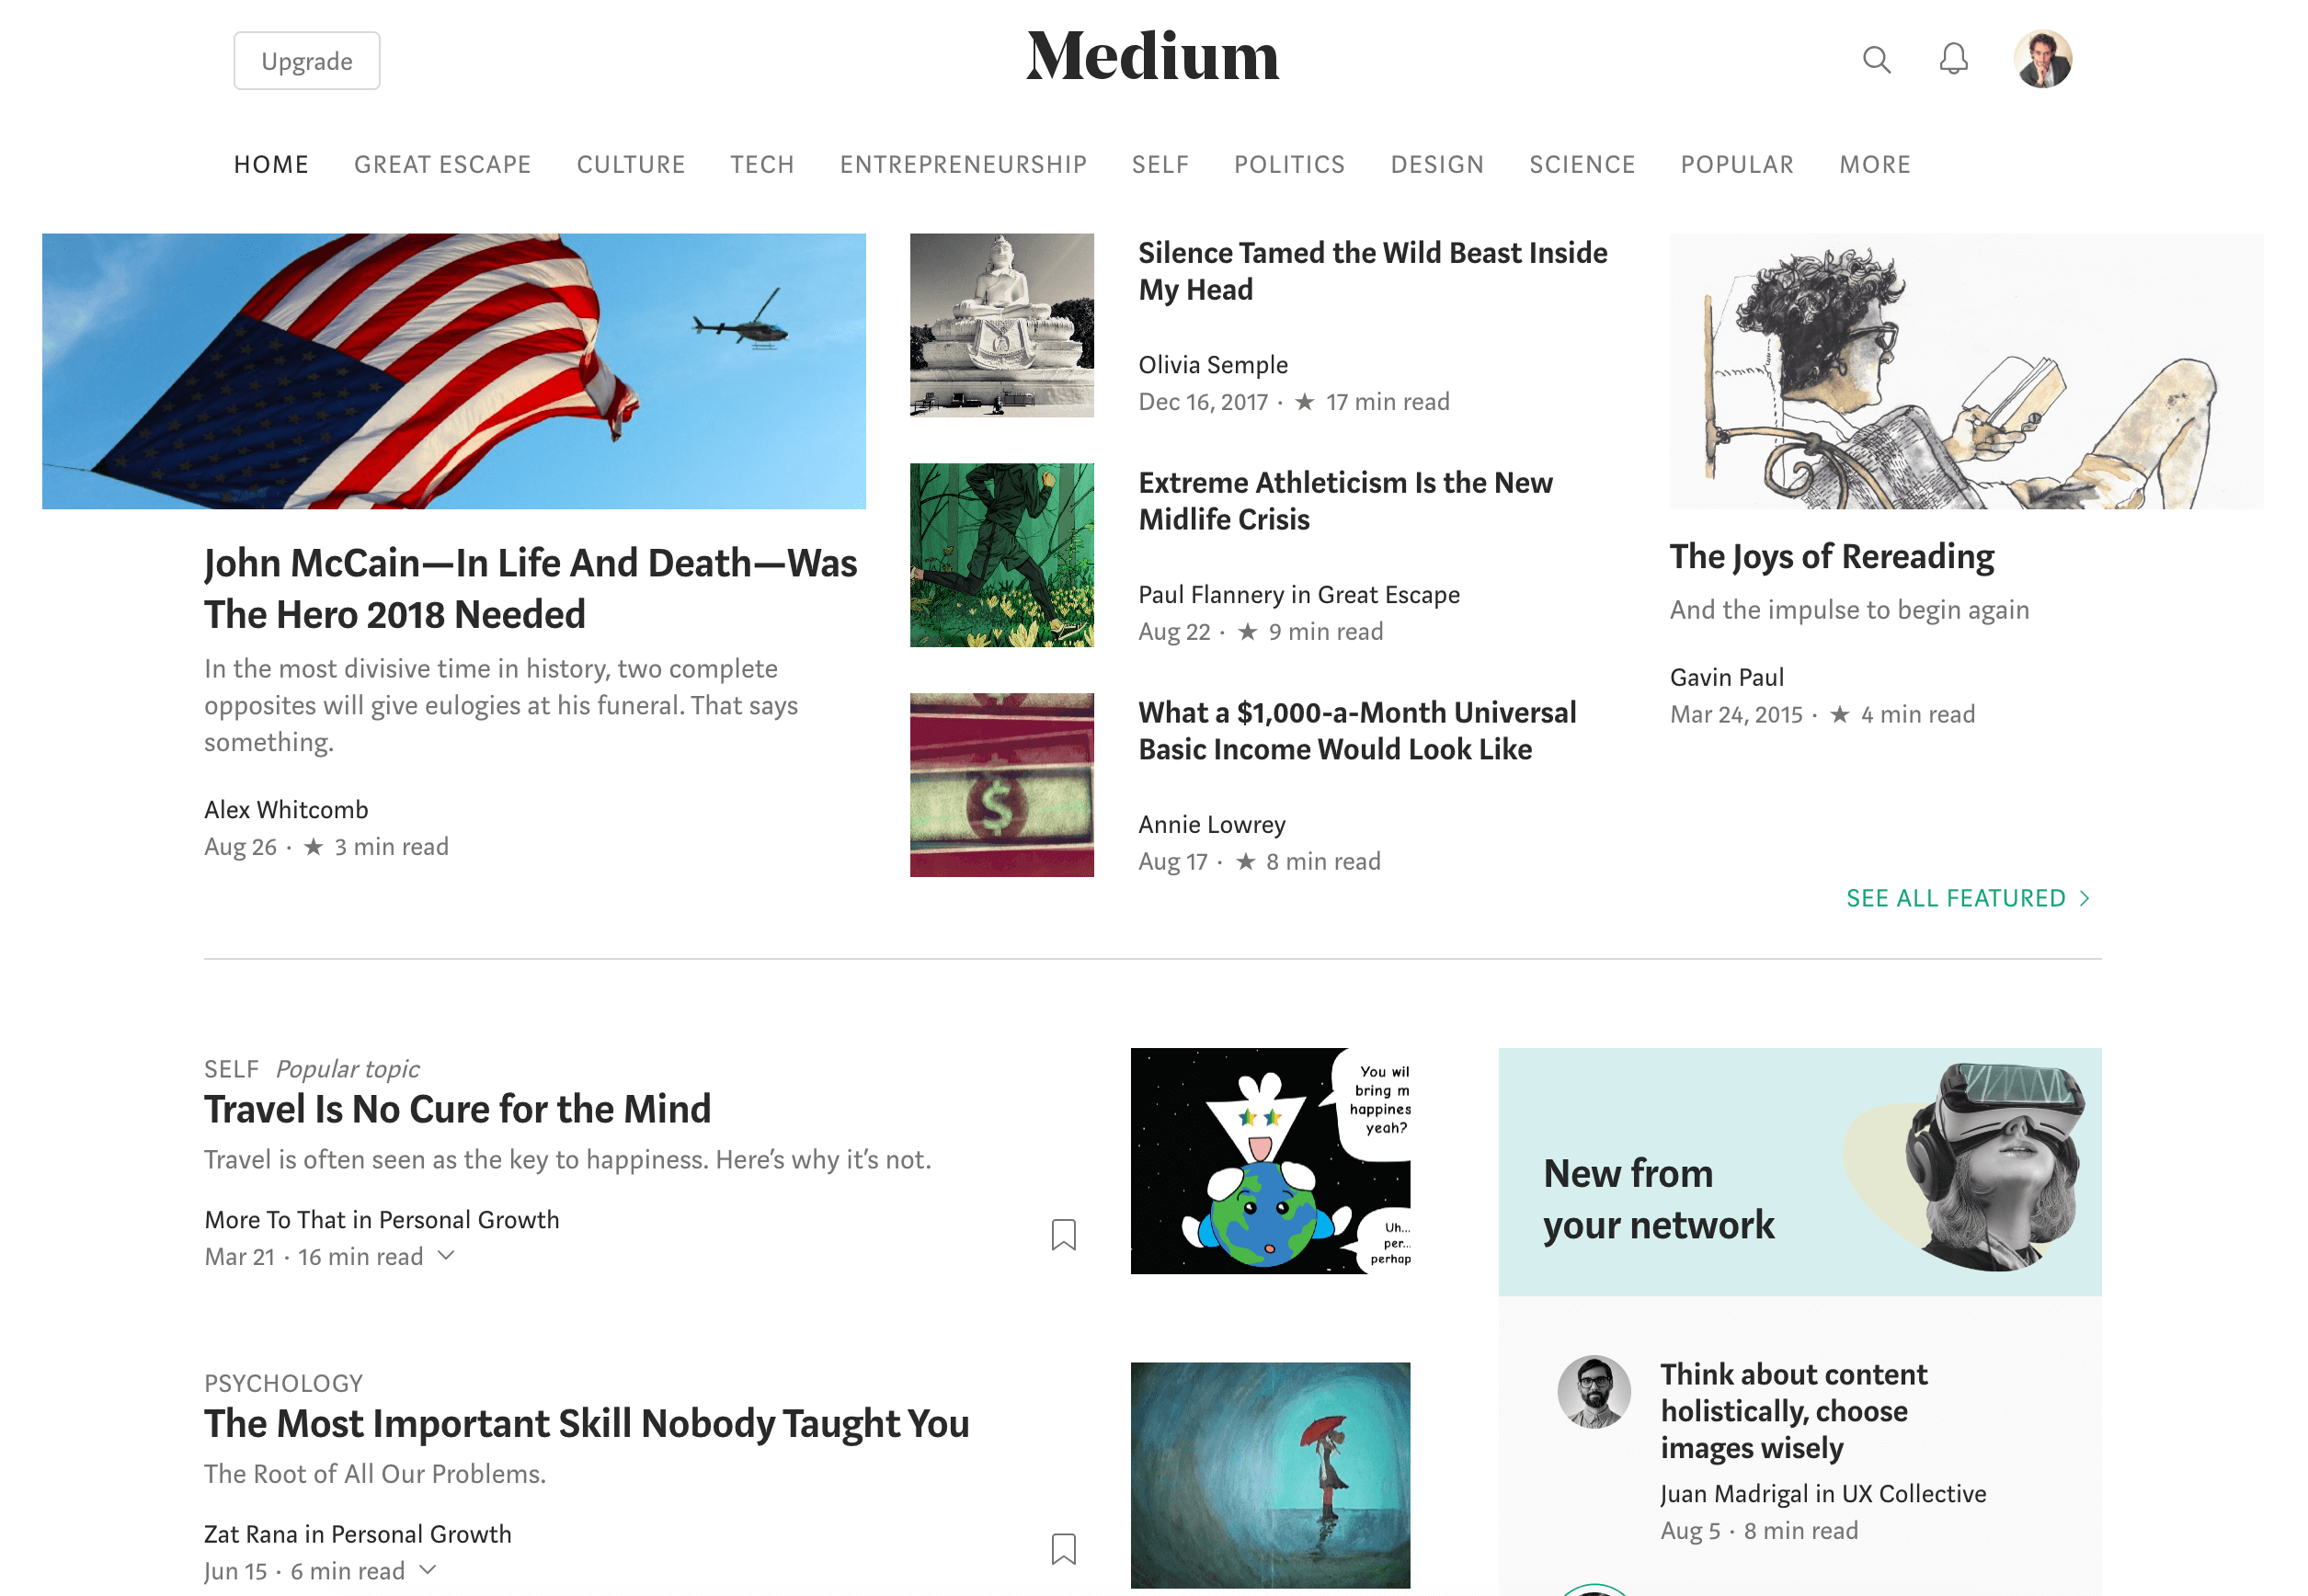 Upgrade
Medium
HOME GREAT ESCAPE CULTURE TECH ENTREPRENEURSHIP SELF POLITICS DESIGN SCIENCE POPULAR MORE
John McCain—In Life And Death—Was
The Hero 2018 Needed
In the most divisive time in history, two complete
opposites will give eulogies at his funeral. That says
something.
Alex Whitcomb
Aug 26 · ★ 3 min read
Silence Tamed the Wild Beast Inside
My Head
Olivia Semple
Dec 16, 2017 · ★ 17 min read
Extreme Athleticism Is the New
Midlife Crisis
Paul Flannery in Great Escape
Aug 22 · ★ 9 min read
$
What a $1,000-a-Month Universal
Basic Income Would Look Like
Annie Lowrey
Aug 17 · ★ 8 min read
The Joys of Rereading
And the impulse to begin again
Gavin Paul
Mar 24, 2015 · ★ 4 min read
SEE ALL FEATURED
SELF Popular topic
Travel Is No Cure for the Mind
Travel is often seen as the key to happiness. Here’s why it’s not.
More To That in Personal Growth
Mar 21 · 16 min read
You wil
bring m
happines
yeah?
Uh...
per...
perhap
PSYCHOLOGY
The Most Important Skill Nobody Taught You
The Root of All Our Problems.
Zat Rana in Personal Growth
Jun 15 · 6 min read
New from
your network
Think about content
holistically, choose
images wisely
Juan Madrigal in UX Collective
Aug 5 · 8 min read